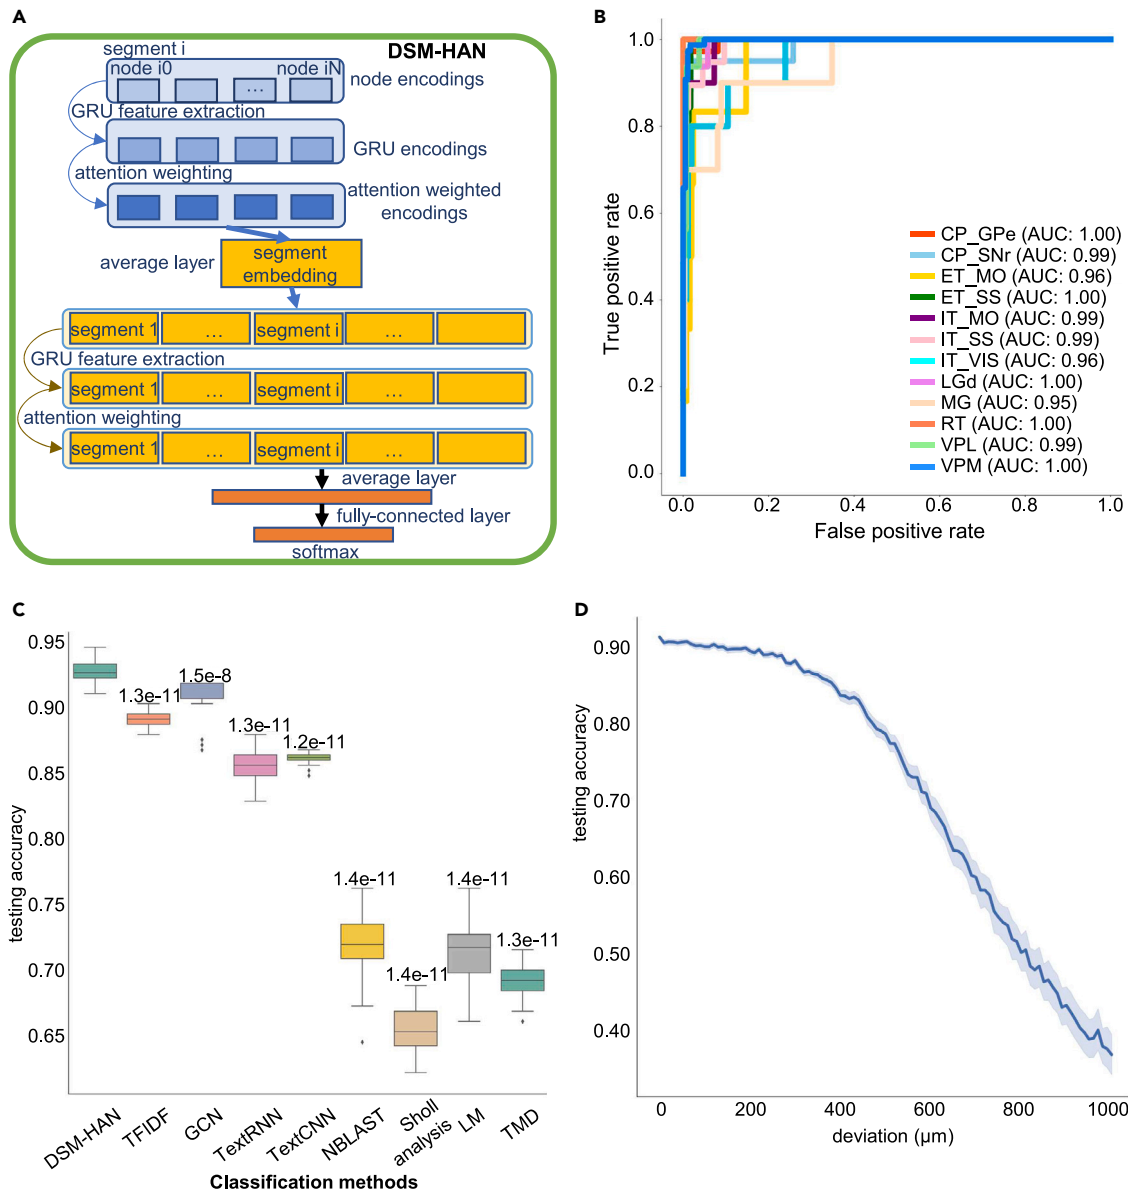 A
DSM-HAN
segment i
node i0
node iN
...
node encodings
GRU feature extraction
GRU encodings
attention weighting
attention weighted
encodings
average layer
segment
embedding
segment 1
...
segment i
...
GRU feature extraction
segment 1
...
segment i
...
attention weighting
segment 1
...
segment i
...
average layer
fully-connected layer
softmax
B
True positive rate
1.0
0.8
0.6
0.4
0.2
0.0
CP_GPe (AUC: 1.00)
CP_SNr (AUC: 0.99)
ET_MO (AUC: 0.96)
ET_SS (AUC: 1.00)
IT_MO (AUC: 0.99)
IT_SS (AUC: 0.99)
IT_VIS (AUC: 0.96)
LGd (AUC: 1.00)
MG (AUC: 0.95)
RT (AUC: 1.00)
VPL (AUC: 0.99)
VPM (AUC: 1.00)
0.0 0.2 0.4 0.6 0.8 1.0
False positive rate
C
testing accuracy
0.95
0.90
0.85
0.80
0.75
0.70
0.65
1.3e-11
1.5e-8
1.3e-11
1.2e-11
1.4e-11
1.4e-11
1.4e-11
1.3e-11
DSM-HAN
TFIDF
GCN
TextRNN
TextCNN
NBLAST
Sholl
analysis
LM
TMD
Classification methods
D
testing accuracy
0.90
0.80
0.70
0.60
0.50
0.40
0 200 400 600 800 1000
deviation (μm)